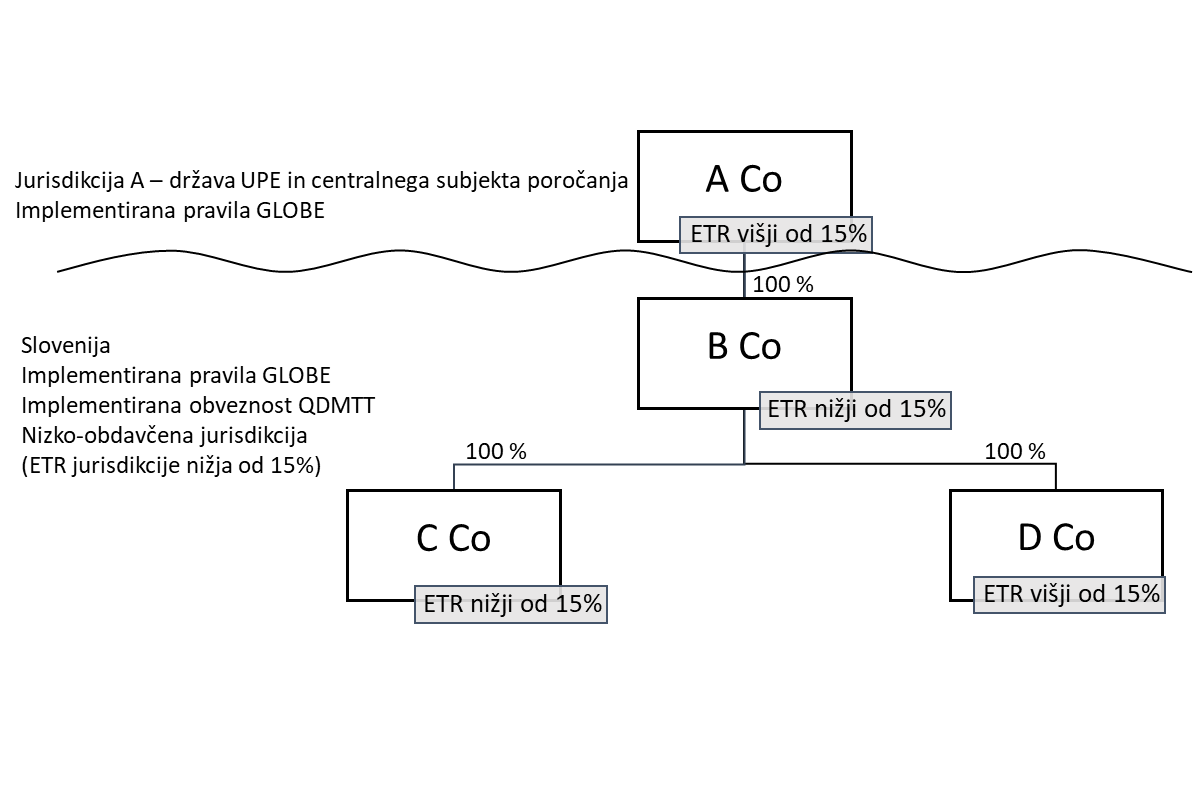 Jurisdikcija A – država UPE in centralnega subjekta poročanja
Implementirana pravila GLOBE
A Co
ETR višji od 15%
100 %
Slovenija
Implementirana pravila GLOBE
Implementirana obveznost QDMTT
Nizko-obdavčena jurisdikcija
(ETR jurisdikcije nižja od 15%)
B Co
ETR nižji od 15%
100 %
100 %
C Co
ETR nižji od 15%
D Co
ETR višji od 15%